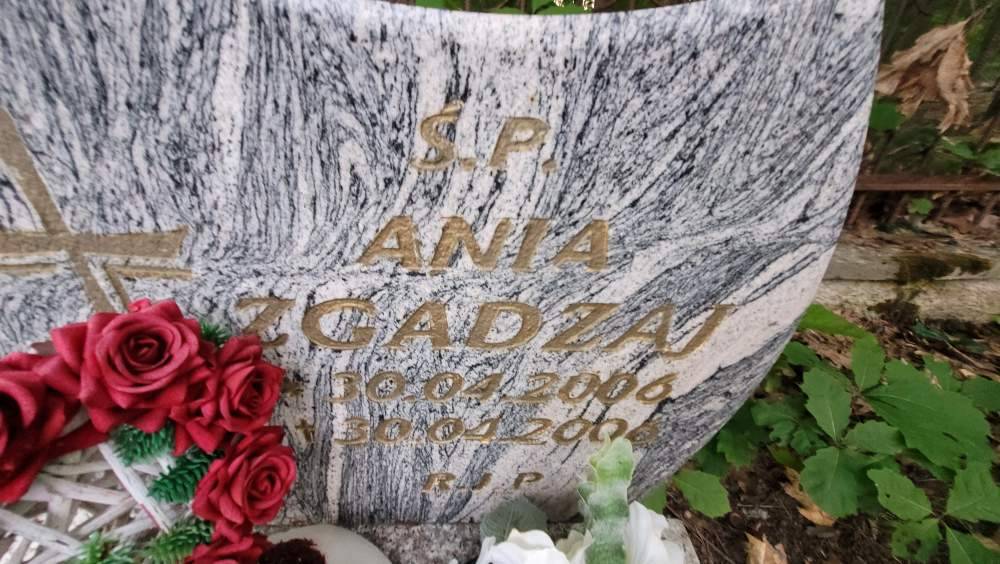 Ś.P.
ANIA
ZGADZAJ
* 30.04.2006
† 30.04.2006
R J P